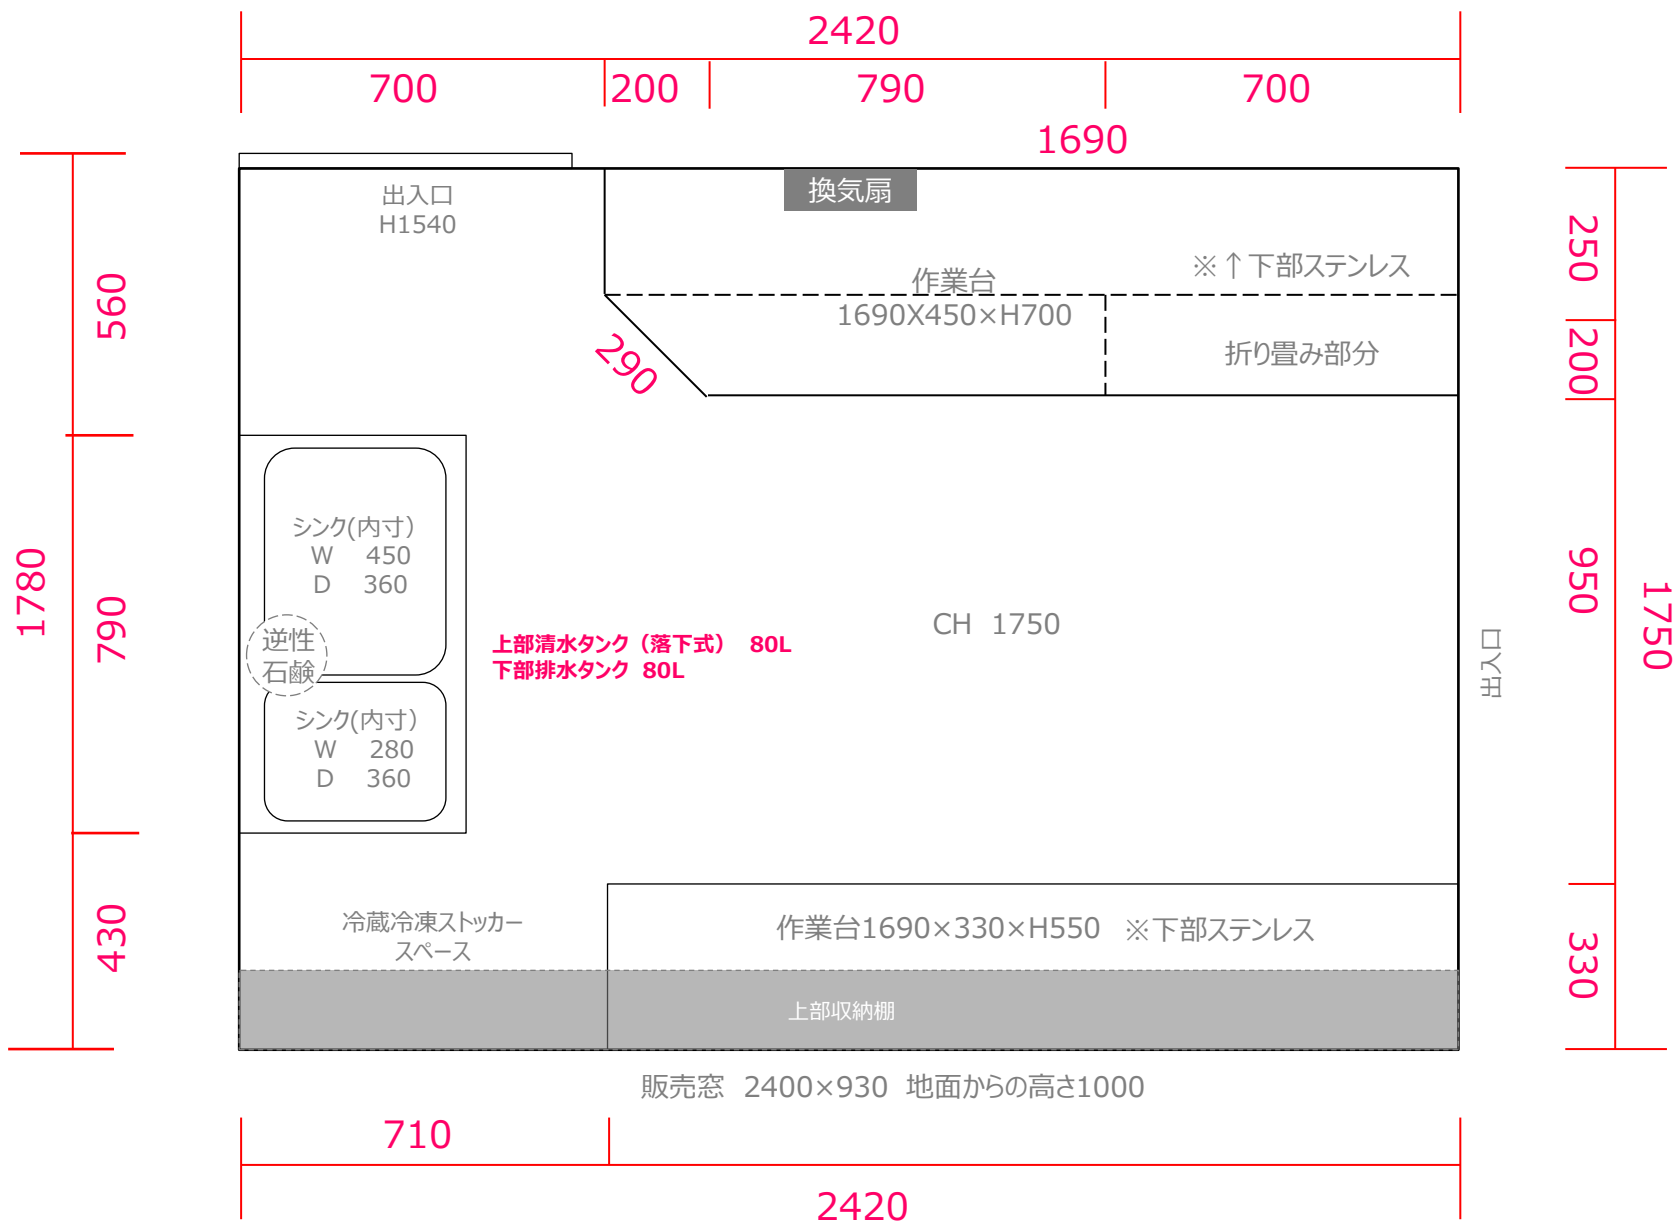 2420
700
200
790
700
1690
出入口
H1540
換気扇
※↑下部ステンレス
作業台
1690X450×H700
折り畳み部分
290
250
200
950
330
1750
560
790
430
1780
シンク(内寸)
W 450
D 360
逆性
石鹸
シンク(内寸)
W 280
D 360
上部清水タンク（落下式） 80L
下部排水タンク 80L
CH 1750
出入口
冷蔵冷凍ストッカー
スペース
作業台1690×330×H550 ※下部ステンレス
上部収納棚
販売窓 2400×930 地面からの高さ1000
710
2420